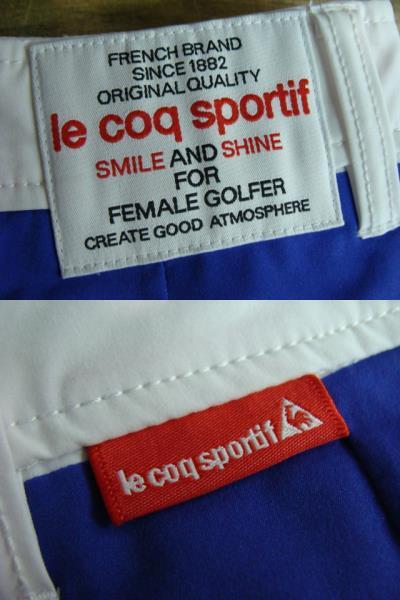 FRENCH BRAND
SINCE 1882
ORIGINAL QUALITY
le coq sportif
SMILE AND SHINE
FOR
FEMALE GOLFER
CREATE GOOD ATMOSPHERE
le coq sportif